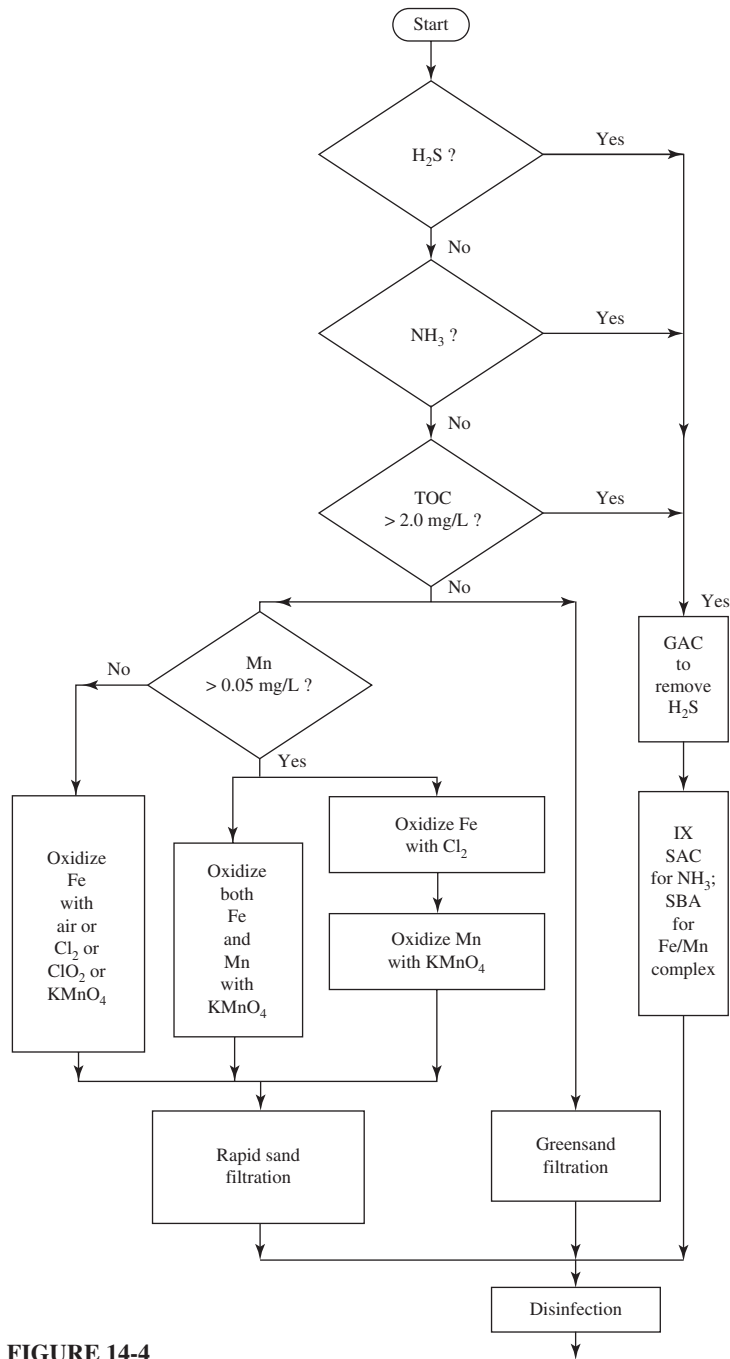 Start
H₂S ?
Yes
No
NH₃ ?
Yes
No
TOC
> 2.0 mg/L ?
Yes
No
Yes
Mn
> 0.05 mg/L ?
No
Yes
GAC
to
remove
H₂S
Oxidize
Fe
with
air or
Cl₂ or
ClO₂ or
KMnO₄
Oxidize
both
Fe
and
Mn
with
KMnO₄
Oxidize Fe
with Cl₂
Oxidize Mn
with KMnO₄
IX
SAC
for NH₃;
SBA
for
Fe/Mn
complex
Rapid sand
filtration
Greensand
filtration
Disinfection
FIGURE 14-4